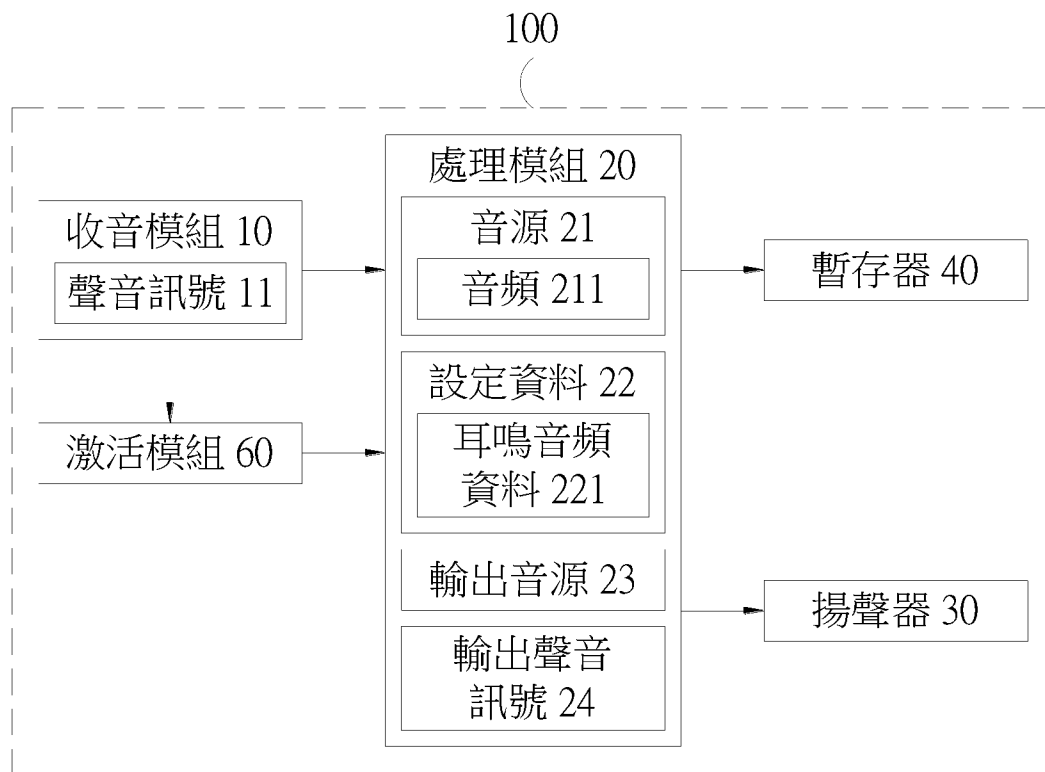 100
處理模組 20
收音模組 10
聲音訊號 11
音源 21
音頻 211
暫存器 40
設定資料 22
激活模組 60
耳鳴音頻
資料 221
輸出音源 23
揚聲器 30
輸出聲音
訊號 24